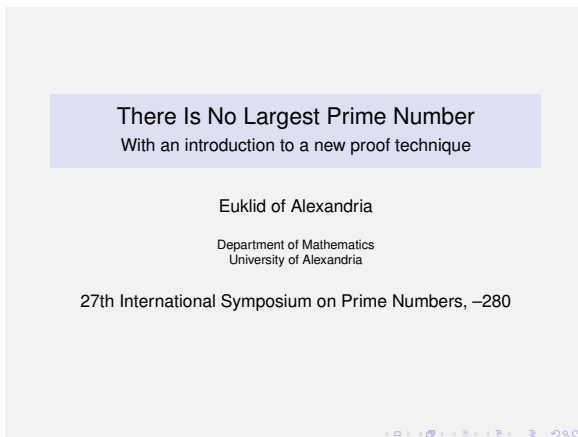 There Is No Largest Prime Number
With an introduction to a new proof technique
Euklid of Alexandria
Department of Mathematics
University of Alexandria
27th International Symposium on Prime Numbers, –280